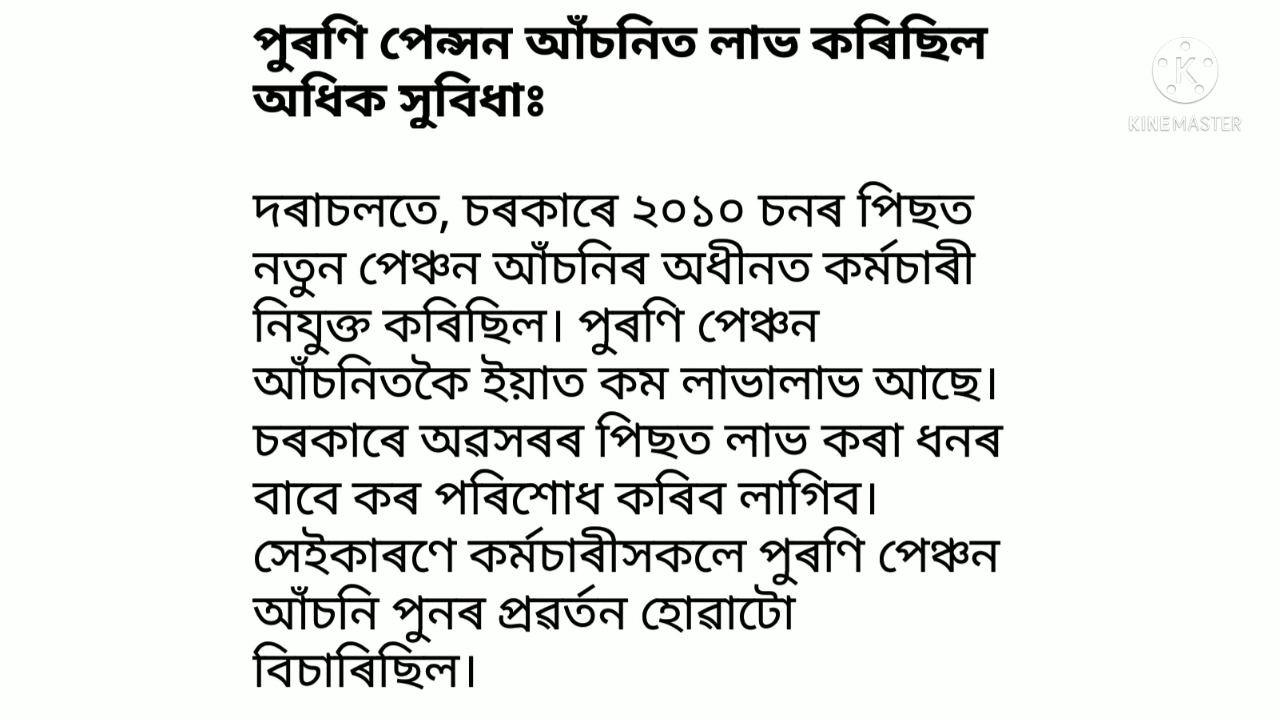 পুৰণি পেন্সন আঁচনিত লাভ কৰিছিল
অধিক সুবিধাঃ
KINEMASTER
দৰাচলতে, চৰকাৰে ২০১০ চনৰ পিছত
নতুন পেঞ্চন আঁচনিৰ অধীনত কৰ্মচাৰী
নিযুক্ত কৰিছিল। পুৰণি পেঞ্চন
আঁচনিতকৈ ইয়াত কম লাভালাভ আছে।
চৰকাৰে অৱসৰৰ পিছত লাভ কৰা ধনৰ
বাবে কৰ পৰিশোধ কৰিব লাগিব।
সেইকাৰণে কৰ্মচাৰীসকলে পুৰণি পেঞ্চন
আঁচনি পুনৰ প্ৰৱৰ্তন হোৱাটো
বিচাৰিছিল।